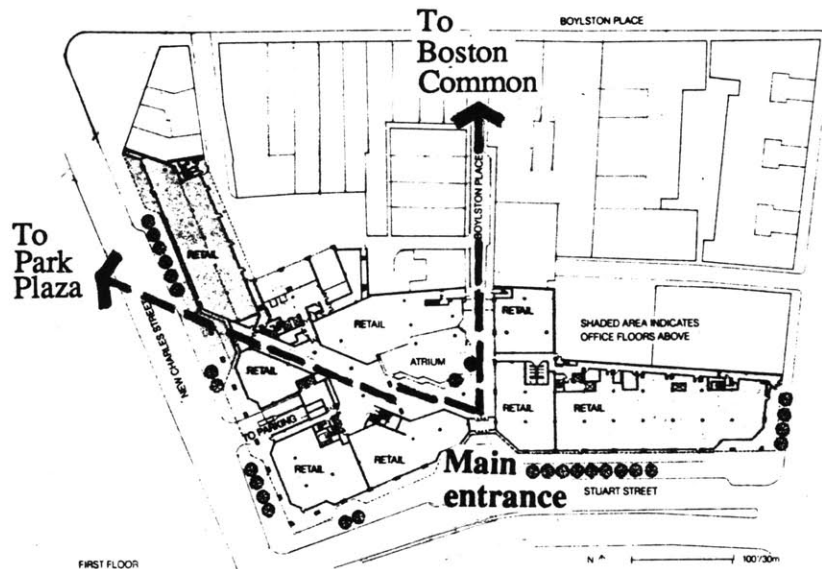 BOYLSTON PLACE
To
Boston
Common
BOYLSTON PLACE
To
Park
Plaza
RETAIL
NEW CHARLES STREET
RETAIL
RETAIL
SHADED AREA INDICATES
OFFICE FLOORS ABOVE
ATRIUM
RETAIL
RETAIL
RETAIL
TO PARKING
RETAIL
RETAIL
Main
entrance
STUART STREET
FIRST FLOOR
N
100'/30m